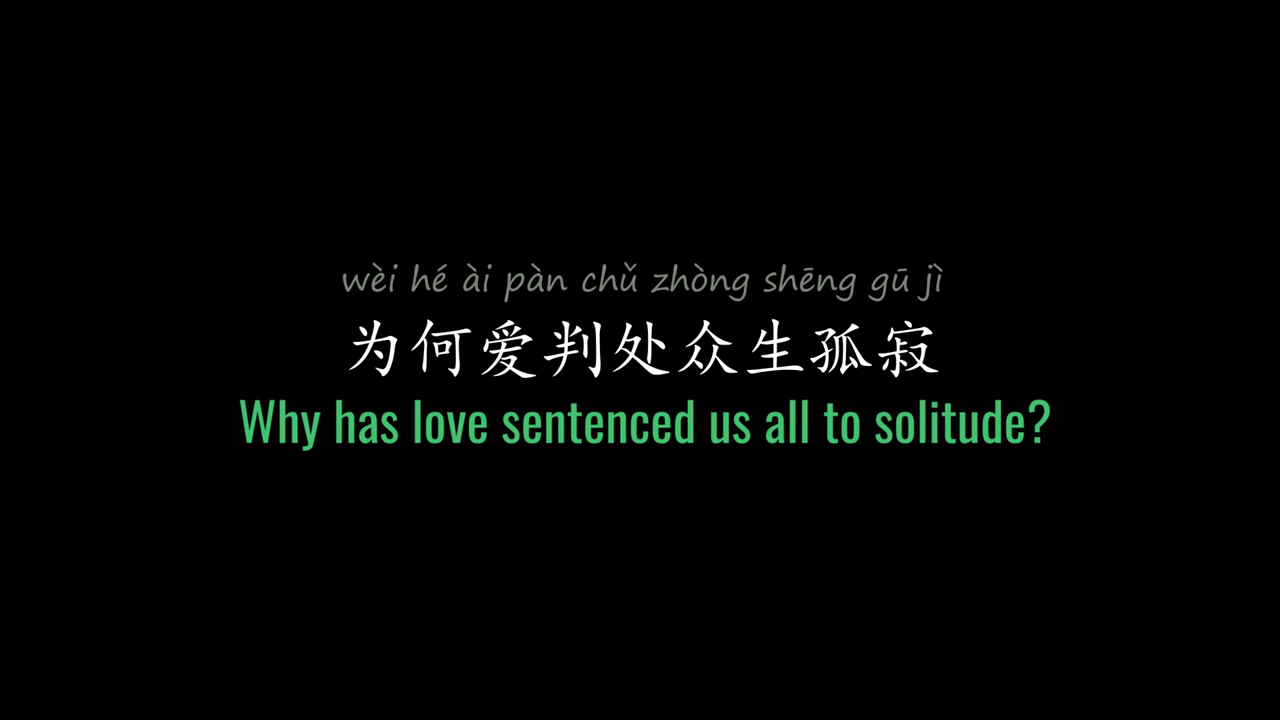 wèi hé ài pàn chǔ zhòng shēng gū jì
为何爱判处众生孤寂
Why has love sentenced us all to solitude?